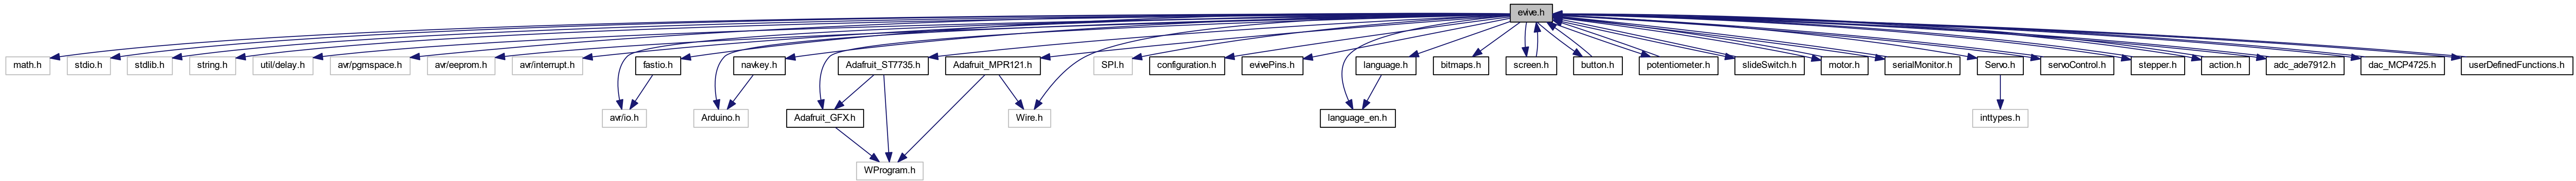 evive.h
math.h
stdio.h
stdlib.h
string.h
util/delay.h
avr/pgmspace.h
avr/eeprom.h
avr/interrupt.h
fastio.h
navkey.h
Adafruit_ST7735.h
Adafruit_MPR121.h
SPI.h
configuration.h
evivePins.h
language.h
bitmaps.h
screen.h
button.h
potentiometer.h
slideSwitch.h
motor.h
serialMonitor.h
Servo.h
servoControl.h
stepper.h
action.h
adc_ade7912.h
dac_MCP4725.h
userDefinedFunctions.h
avr/io.h
Arduino.h
Adafruit_GFX.h
Wire.h
language_en.h
inttypes.h
WProgram.h